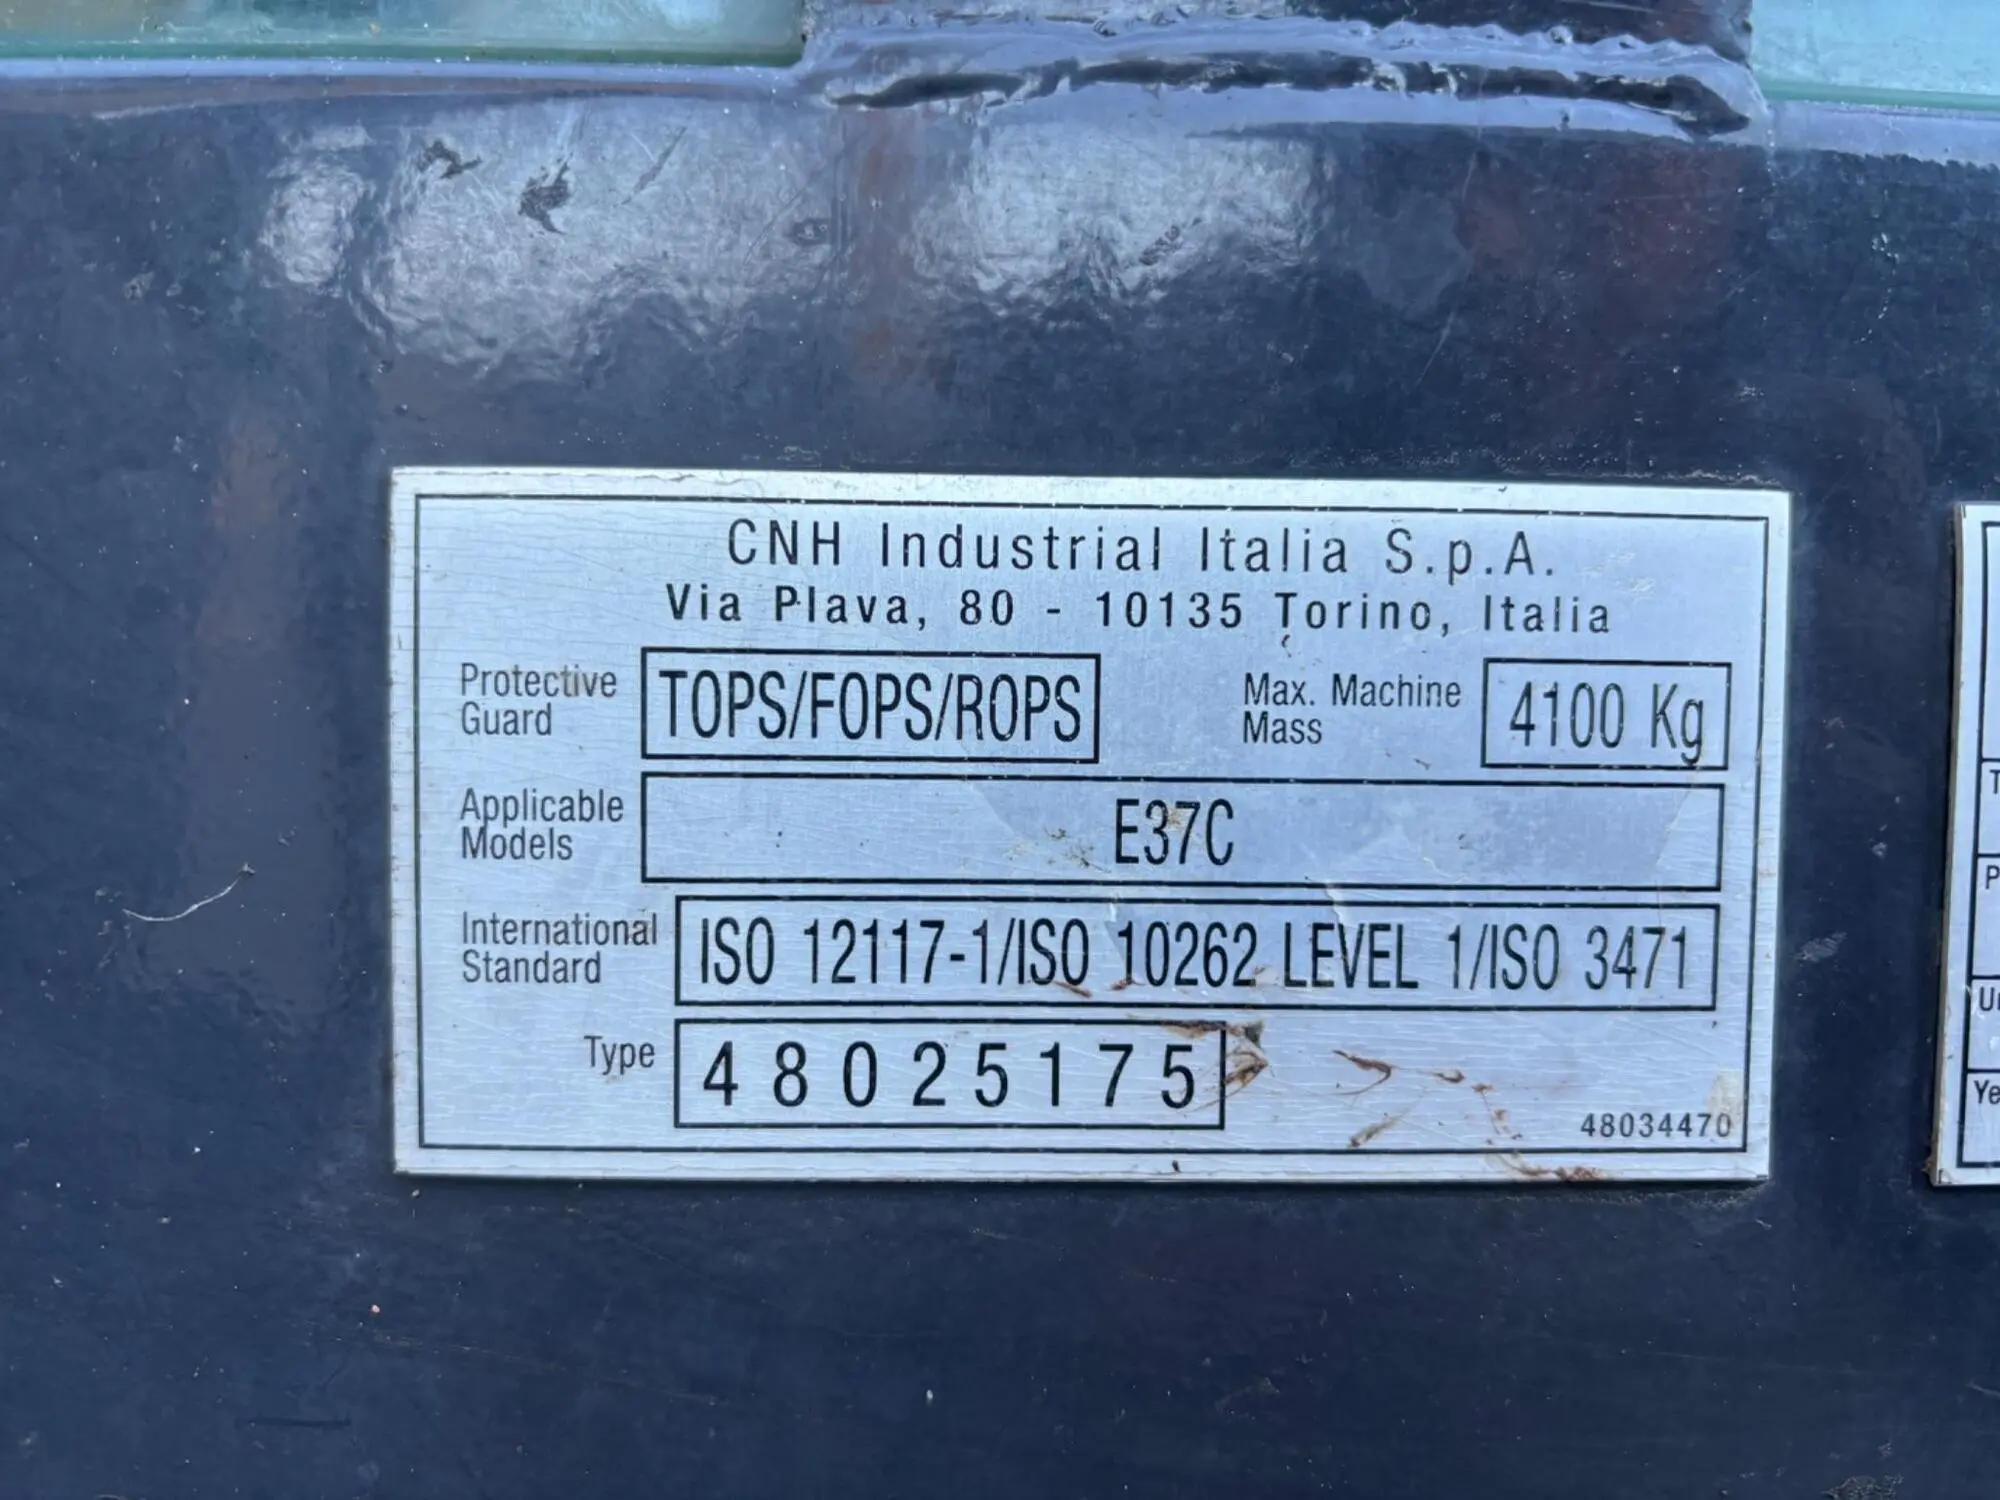 CNH Industrial Italia S.p.A.
Via Plava, 80 - 10135 Torino, Italia
Protective Guard TOPS/FOPS/ROPS Max. Machine Mass 4100 Kg
Applicable Models E37C
International Standard ISO 12117-1/ISO 10262 LEVEL 1/ISO 3471
Type 48025175
48034470